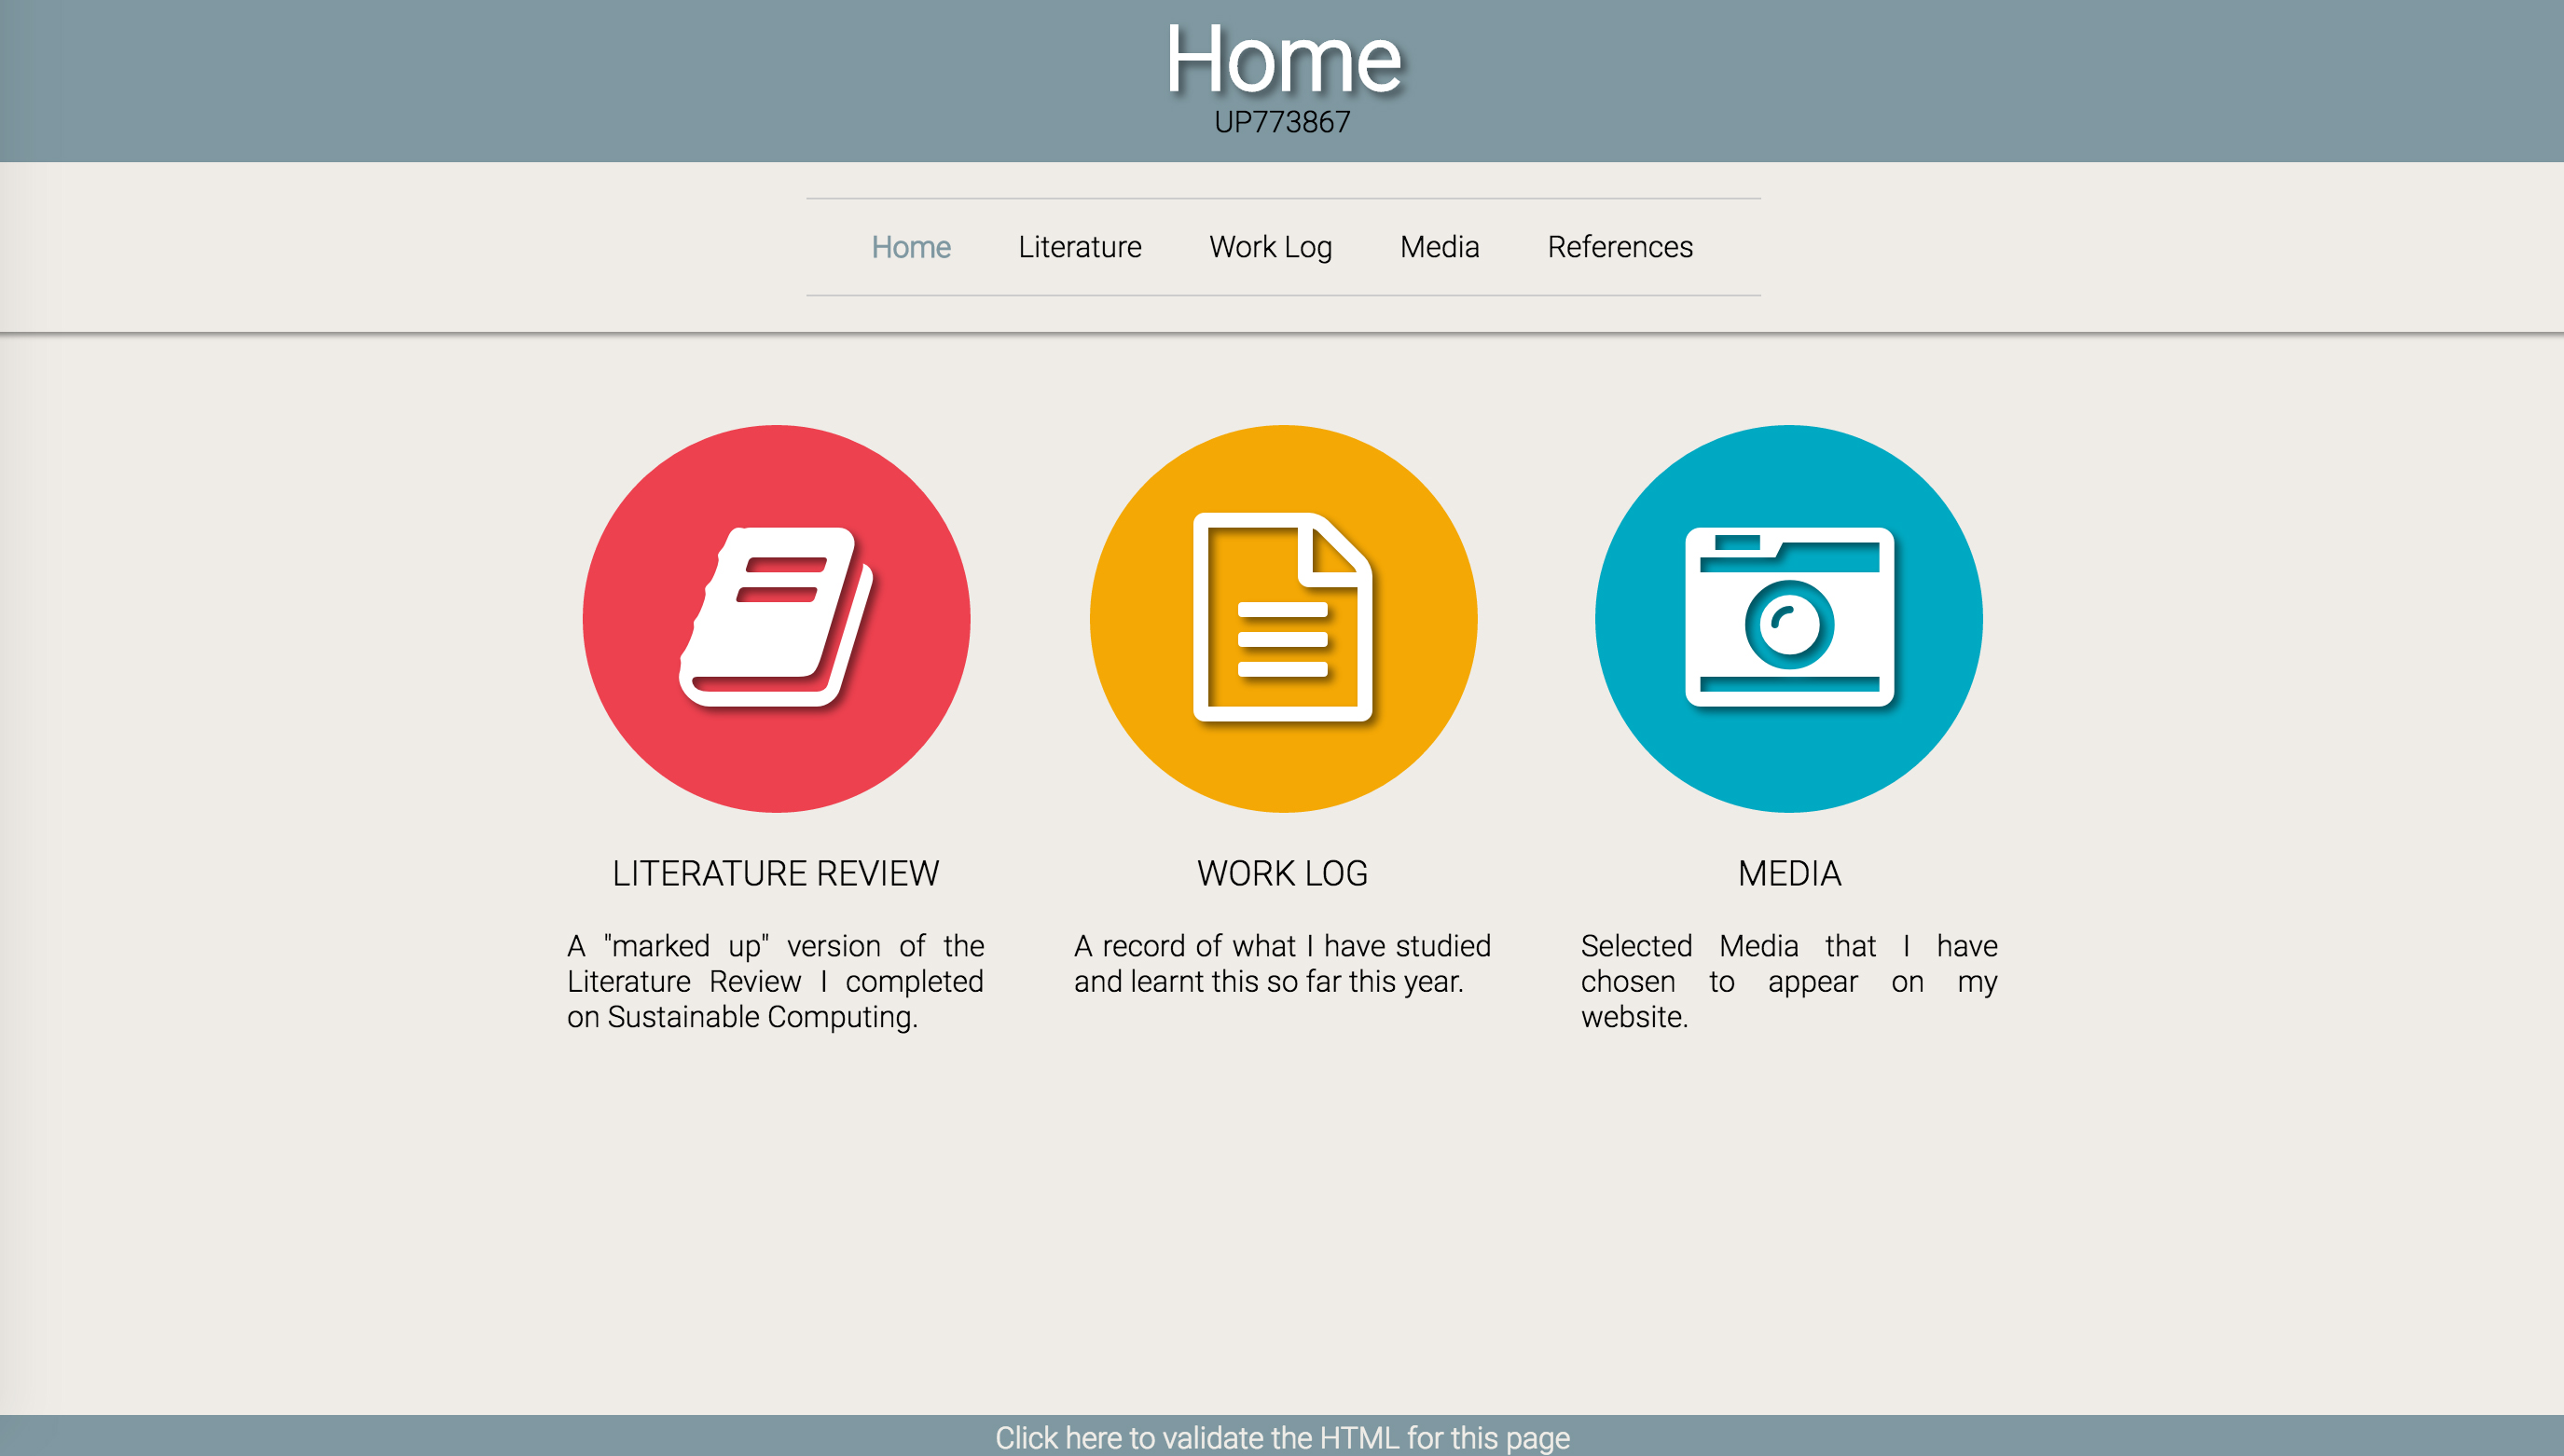 Home
UP773867
Home Literature Work Log Media References
LITERATURE REVIEW
A "marked up" version of the
Literature Review I completed
on Sustainable Computing.
WORK LOG
A record of what I have studied
and learnt this so far this year.
MEDIA
Selected Media that I have
chosen to appear on my
website.
Click here to validate the HTML for this page